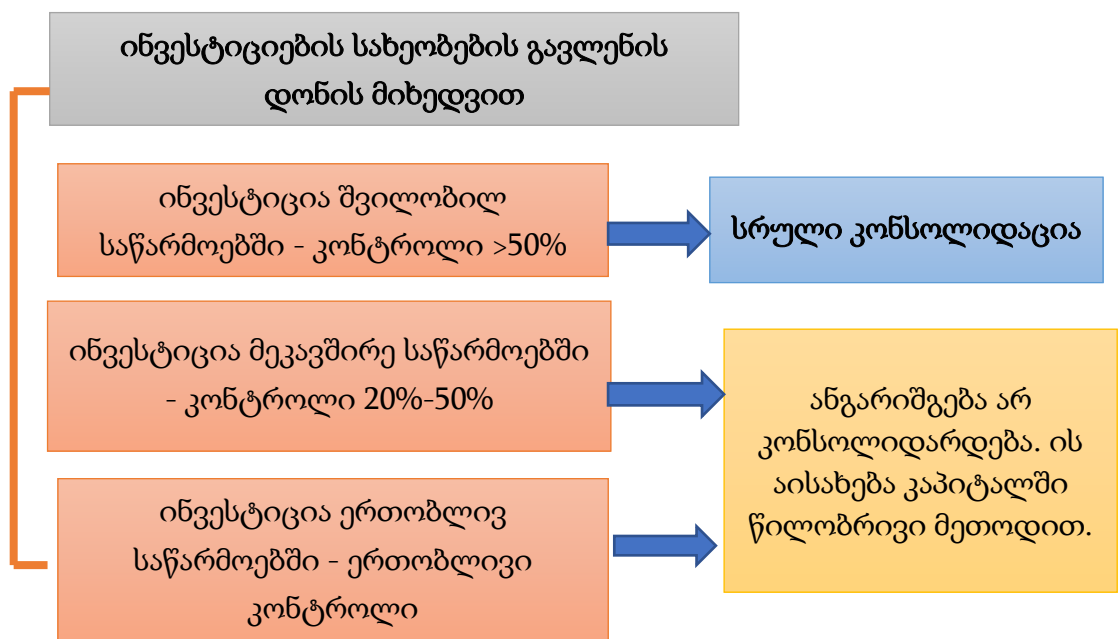 ინვესტიციების სახეობების გავლენის
დონის მიხედვით
ინვესტიცია შვილობილ
საწარმოებში - კონტროლი >50%
სრული კონსოლიდაცია
ინვესტიცია მეკავშირე საწარმოებში
- კონტროლი 20%-50%
ანგარიშგება არ
კონსოლიდარდება. ის
აისახება კაპიტალში
წილობრივი მეთოდით.
ინვესტიცია ერთობლივ
საწარმოებში - ერთობლივი
კონტროლი